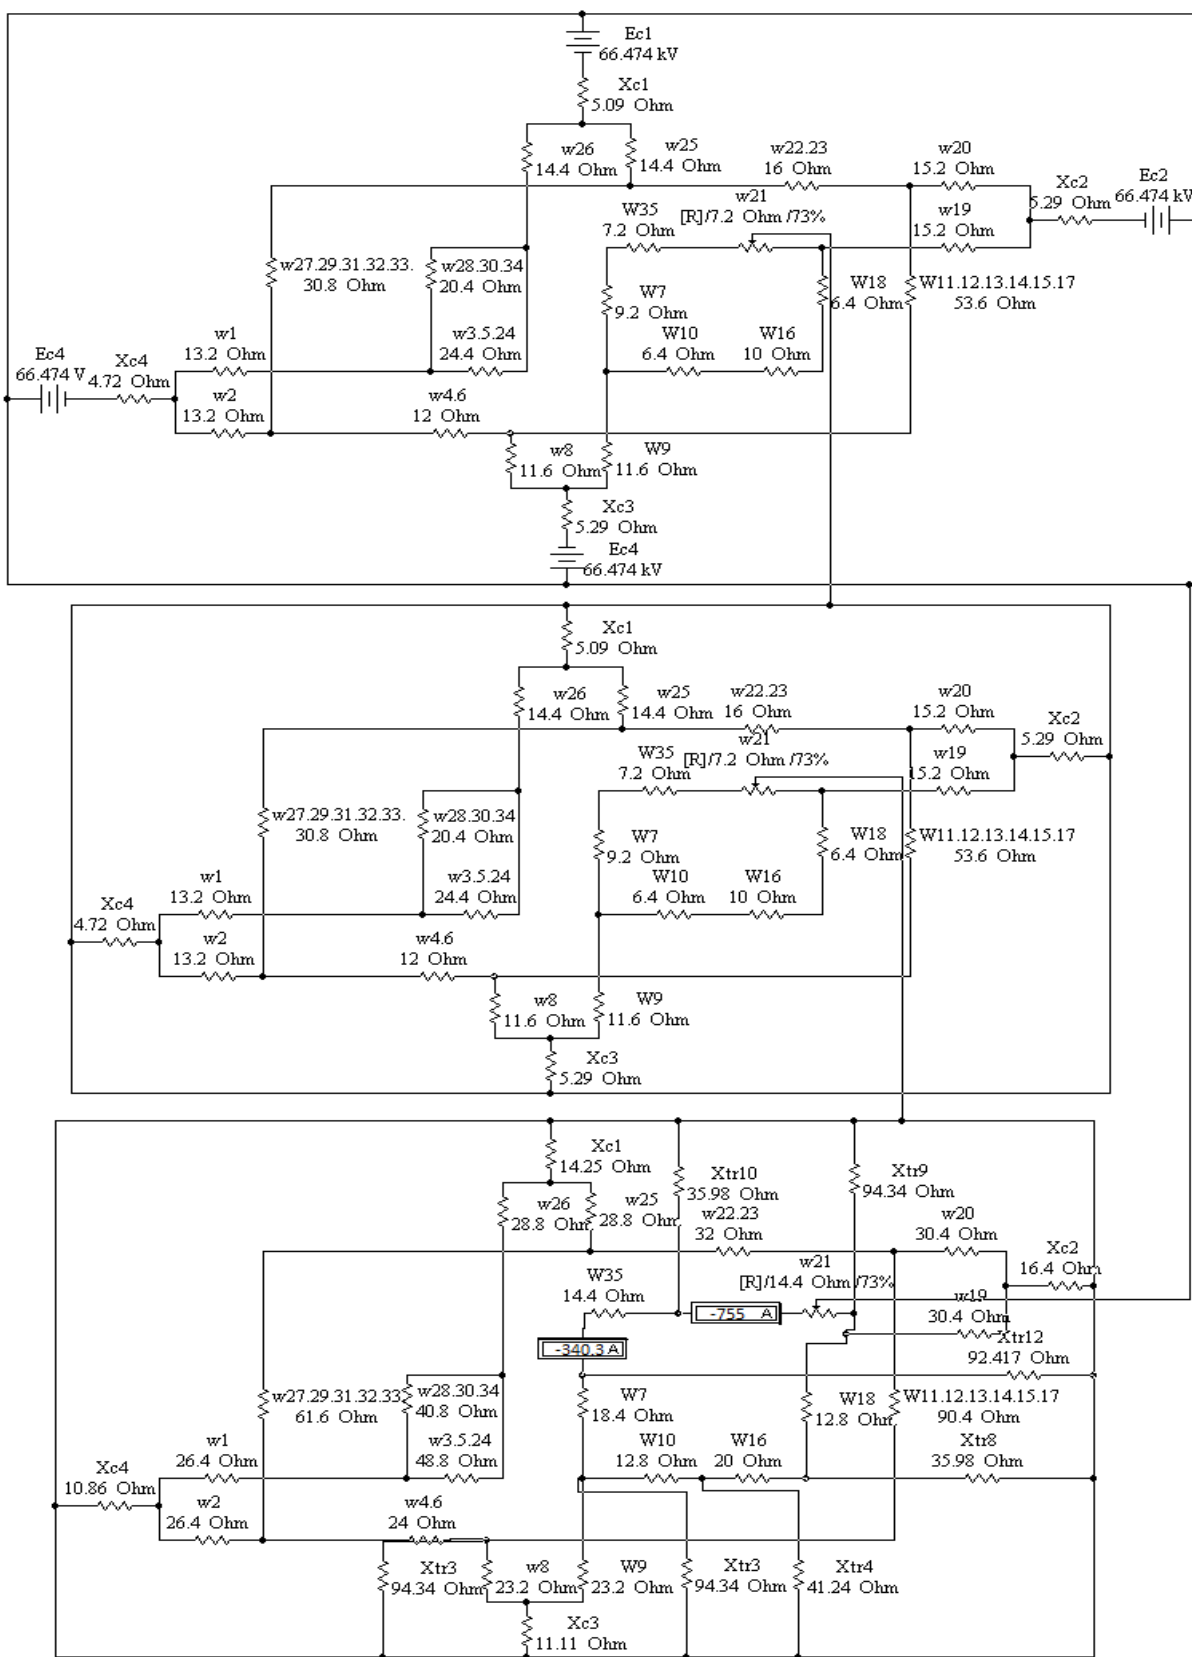 Ec1
66.474 kV
Xc1
5.09 Ohm
w26
14.4 Ohm
w25
14.4 Ohm
w22.23
16 Ohm
w20
15.2 Ohm
Xc2
5.29 Ohm
Ec2
66.474 kV
W35
7.2 Ohm
w21
[R]/7.2 Ohm /73%
w19
15.2 Ohm
w27.29.31.32.33.
30.8 Ohm
w28.30.34
20.4 Ohm
W7
9.2 Ohm
W18
6.4 Ohm
W11.12.13.14.15.17
53.6 Ohm
Ec4
66.474 V
Xc4
4.72 Ohm
w1
13.2 Ohm
w3.5.24
24.4 Ohm
W10
6.4 Ohm
W16
10 Ohm
w2
13.2 Ohm
w4.6
12 Ohm
w8
11.6 Ohm
W9
11.6 Ohm
Xc3
5.29 Ohm
Ec4
66.474 kV
Xc1
5.09 Ohm
w26
14.4 Ohm
w25
14.4 Ohm
w22.23
16 Ohm
w20
15.2 Ohm
Xc2
5.29 Ohm
W35
7.2 Ohm
w21
[R]/7.2 Ohm /73%
w19
15.2 Ohm
w27.29.31.32.33.
30.8 Ohm
w28.30.34
20.4 Ohm
W7
9.2 Ohm
W18
6.4 Ohm
W11.12.13.14.15.17
53.6 Ohm
Xc4
4.72 Ohm
w1
13.2 Ohm
w3.5.24
24.4 Ohm
W10
6.4 Ohm
W16
10 Ohm
w2
13.2 Ohm
w4.6
12 Ohm
w8
11.6 Ohm
W9
11.6 Ohm
Xc3
5.29 Ohm
Xc1
14.25 Ohm
Xtr10
35.98 Ohm
Xtr9
94.34 Ohm
w26
28.8 Ohm
w25
28.8 Ohm
w22.23
32 Ohm
w20
30.4 Ohm
Xc2
16.4 Ohm
W35
14.4 Ohm
w21
[R]/14.4 Ohm /73%
-755 A
w19
30.4 Ohm
-340.3 A
Xtr12
92.417 Ohm
w27.29.31.32.33
61.6 Ohm
w28.30.34
40.8 Ohm
W7
18.4 Ohm
W18
12.8 Ohm
W11.12.13.14.15.17
90.4 Ohm
Xc4
10.86 Ohm
w1
26.4 Ohm
w3.5.24
48.8 Ohm
W10
12.8 Ohm
W16
20 Ohm
Xtr8
35.98 Ohm
w2
26.4 Ohm
w4.6
24 Ohm
Xtr3
94.34 Ohm
w8
23.2 Ohm
W9
23.2 Ohm
Xtr3
94.34 Ohm
Xtr4
41.24 Ohm
Xc3
11.11 Ohm